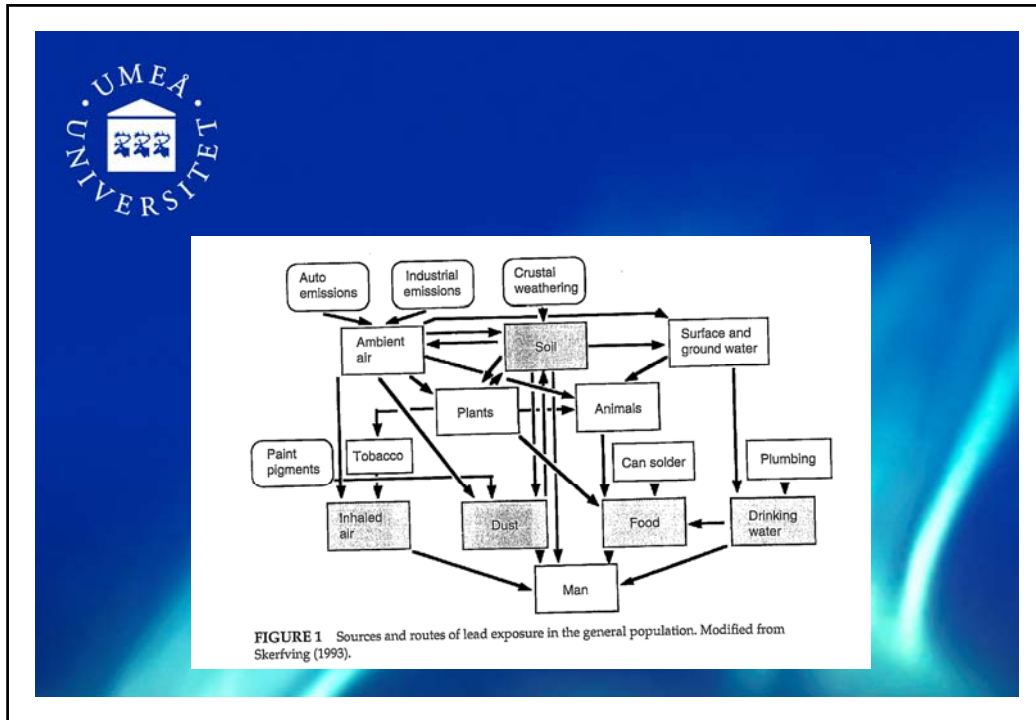 · UMEÅ ·
UNIVERSITET
Auto
emissions
Industrial
emissions
Crustal
weathering
Ambient
air
Soil
Surface and
ground water
Plants
Animals
Paint
pigments
Tobacco
Can solder
Plumbing
Inhaled
air
Dust
Food
Drinking
water
Man
FIGURE 1 Sources and routes of lead exposure in the general population. Modified from
Skerfving (1993).